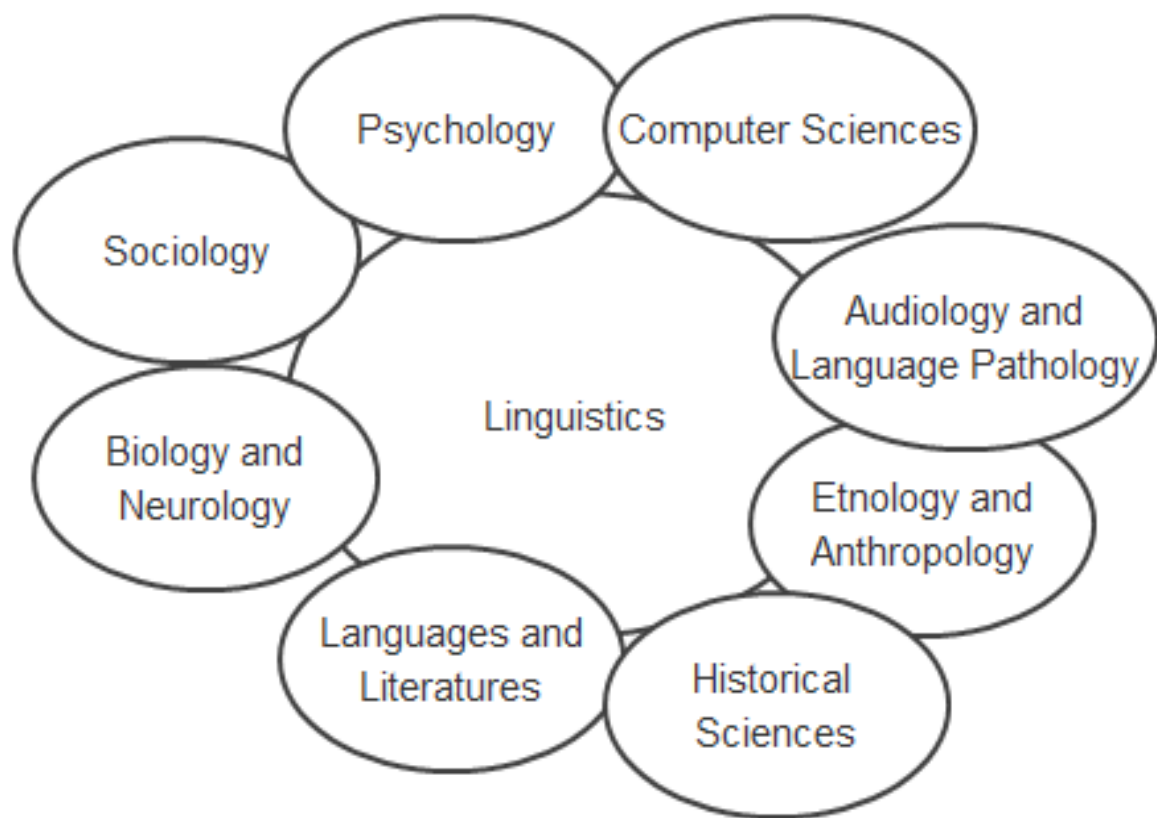 Psychology
Computer Sciences
Sociology
Audiology and
Language Pathology
Linguistics
Biology and
Neurology
Etnology and
Anthropology
Languages and
Literatures
Historical
Sciences